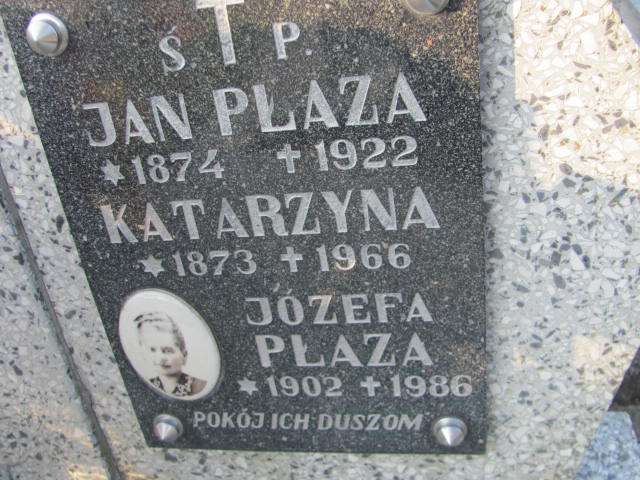 Ś. P.
JAN PŁAZA
* 1874 † 1922
KATARZYNA
* 1873 † 1966
JÓZEFA
PŁAZA
* 1902 † 1986
POKÓJ ICH DUSZOM